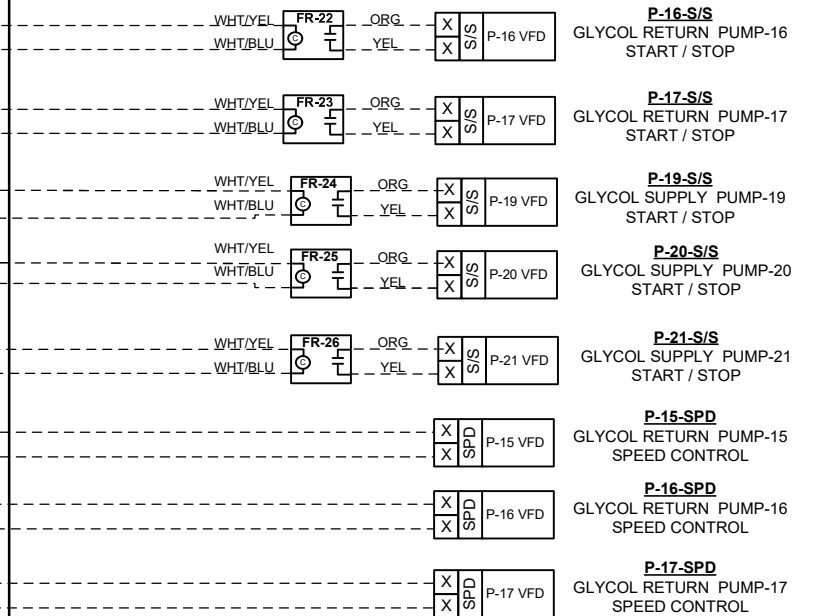 WHT/YEL FR-22 ORG X S/S P-16 VFD P-16-S/S
WHT/BLU C YEL X GLYCOL RETURN PUMP-16
START / STOP
WHT/YEL FR-23 ORG X S/S P-17 VFD P-17-S/S
WHT/BLU C YEL X GLYCOL RETURN PUMP-17
START / STOP
WHT/YEL FR-24 ORG X S/S P-19 VFD P-19-S/S
WHT/BLU C YEL X GLYCOL SUPPLY PUMP-19
START / STOP
WHT/YEL FR-25 ORG X S/S P-20 VFD P-20-S/S
WHT/BLU C YEL X GLYCOL SUPPLY PUMP-20
START / STOP
WHT/YEL FR-26 ORG X S/S P-21 VFD P-21-S/S
WHT/BLU C YEL X GLYCOL SUPPLY PUMP-21
START / STOP
X SPD P-15 VFD P-15-SPD
X GLYCOL RETURN PUMP-15
SPEED CONTROL
X SPD P-16 VFD P-16-SPD
X GLYCOL RETURN PUMP-16
SPEED CONTROL
X SPD P-17 VFD P-17-SPD
X GLYCOL RETURN PUMP-17
SPEED CONTROL